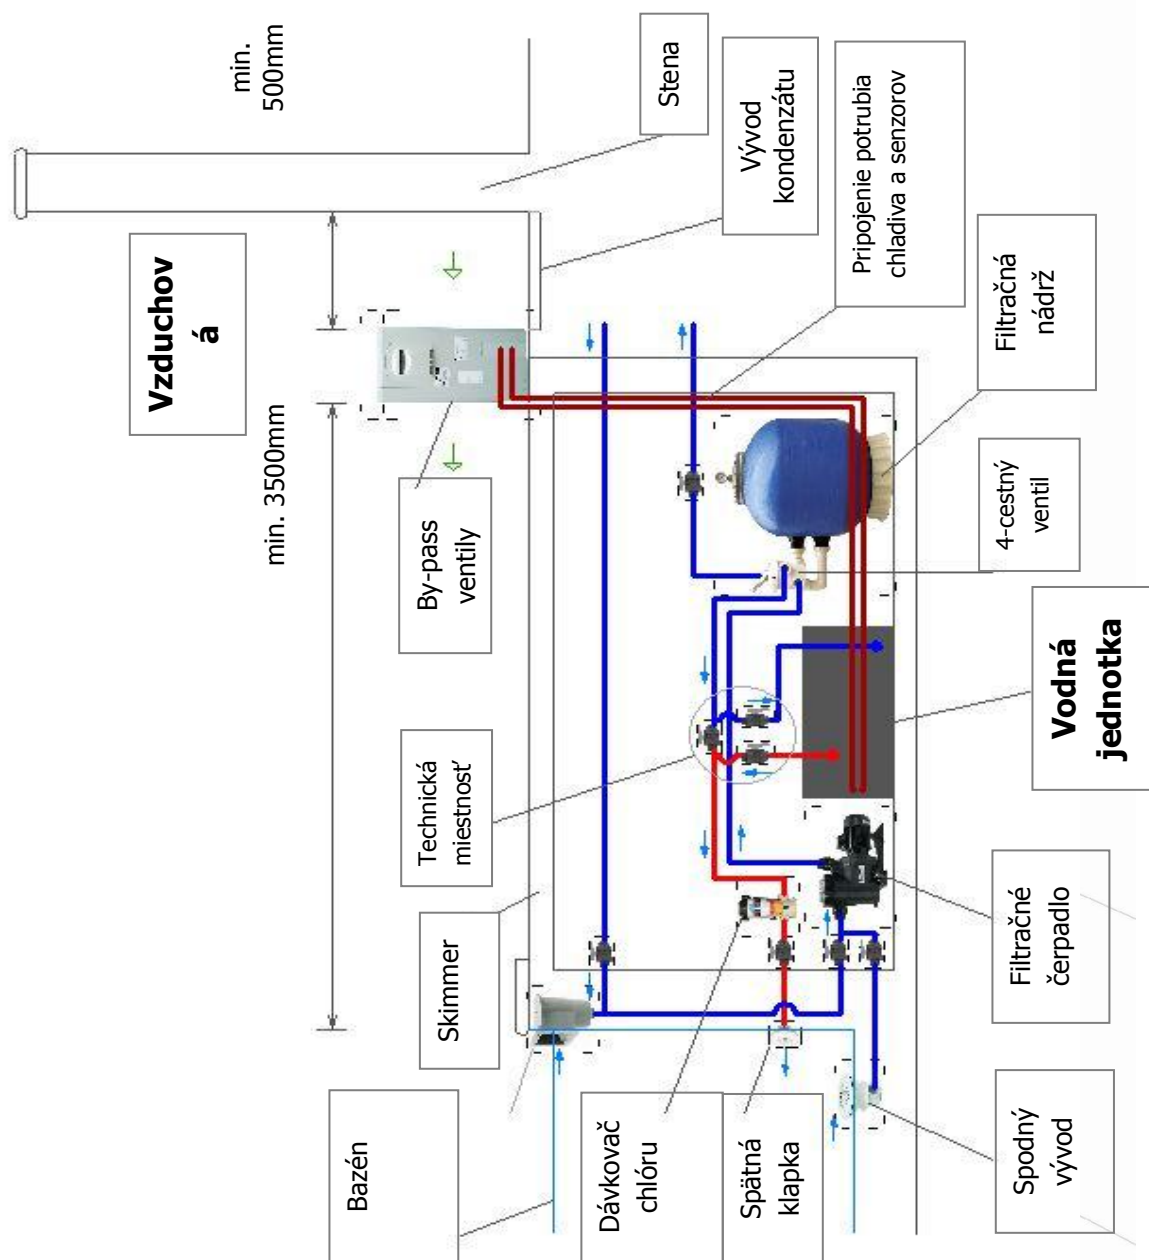 Vzduchov
á
min. 3500mm
min.
500mm
Bazén
Skimmer
Technická
miestnosť
By-pass
ventily
Dávkovač
chlóru
Spätná
klapka
Stena
Vývod
kondenzátu
Pripojenie potrubia
chladiva a senzorov
Spodný
vývod
Filtračné
čerpadlo
Vodná
jednotka
4-cestný
ventil
Filtračná
nádrž